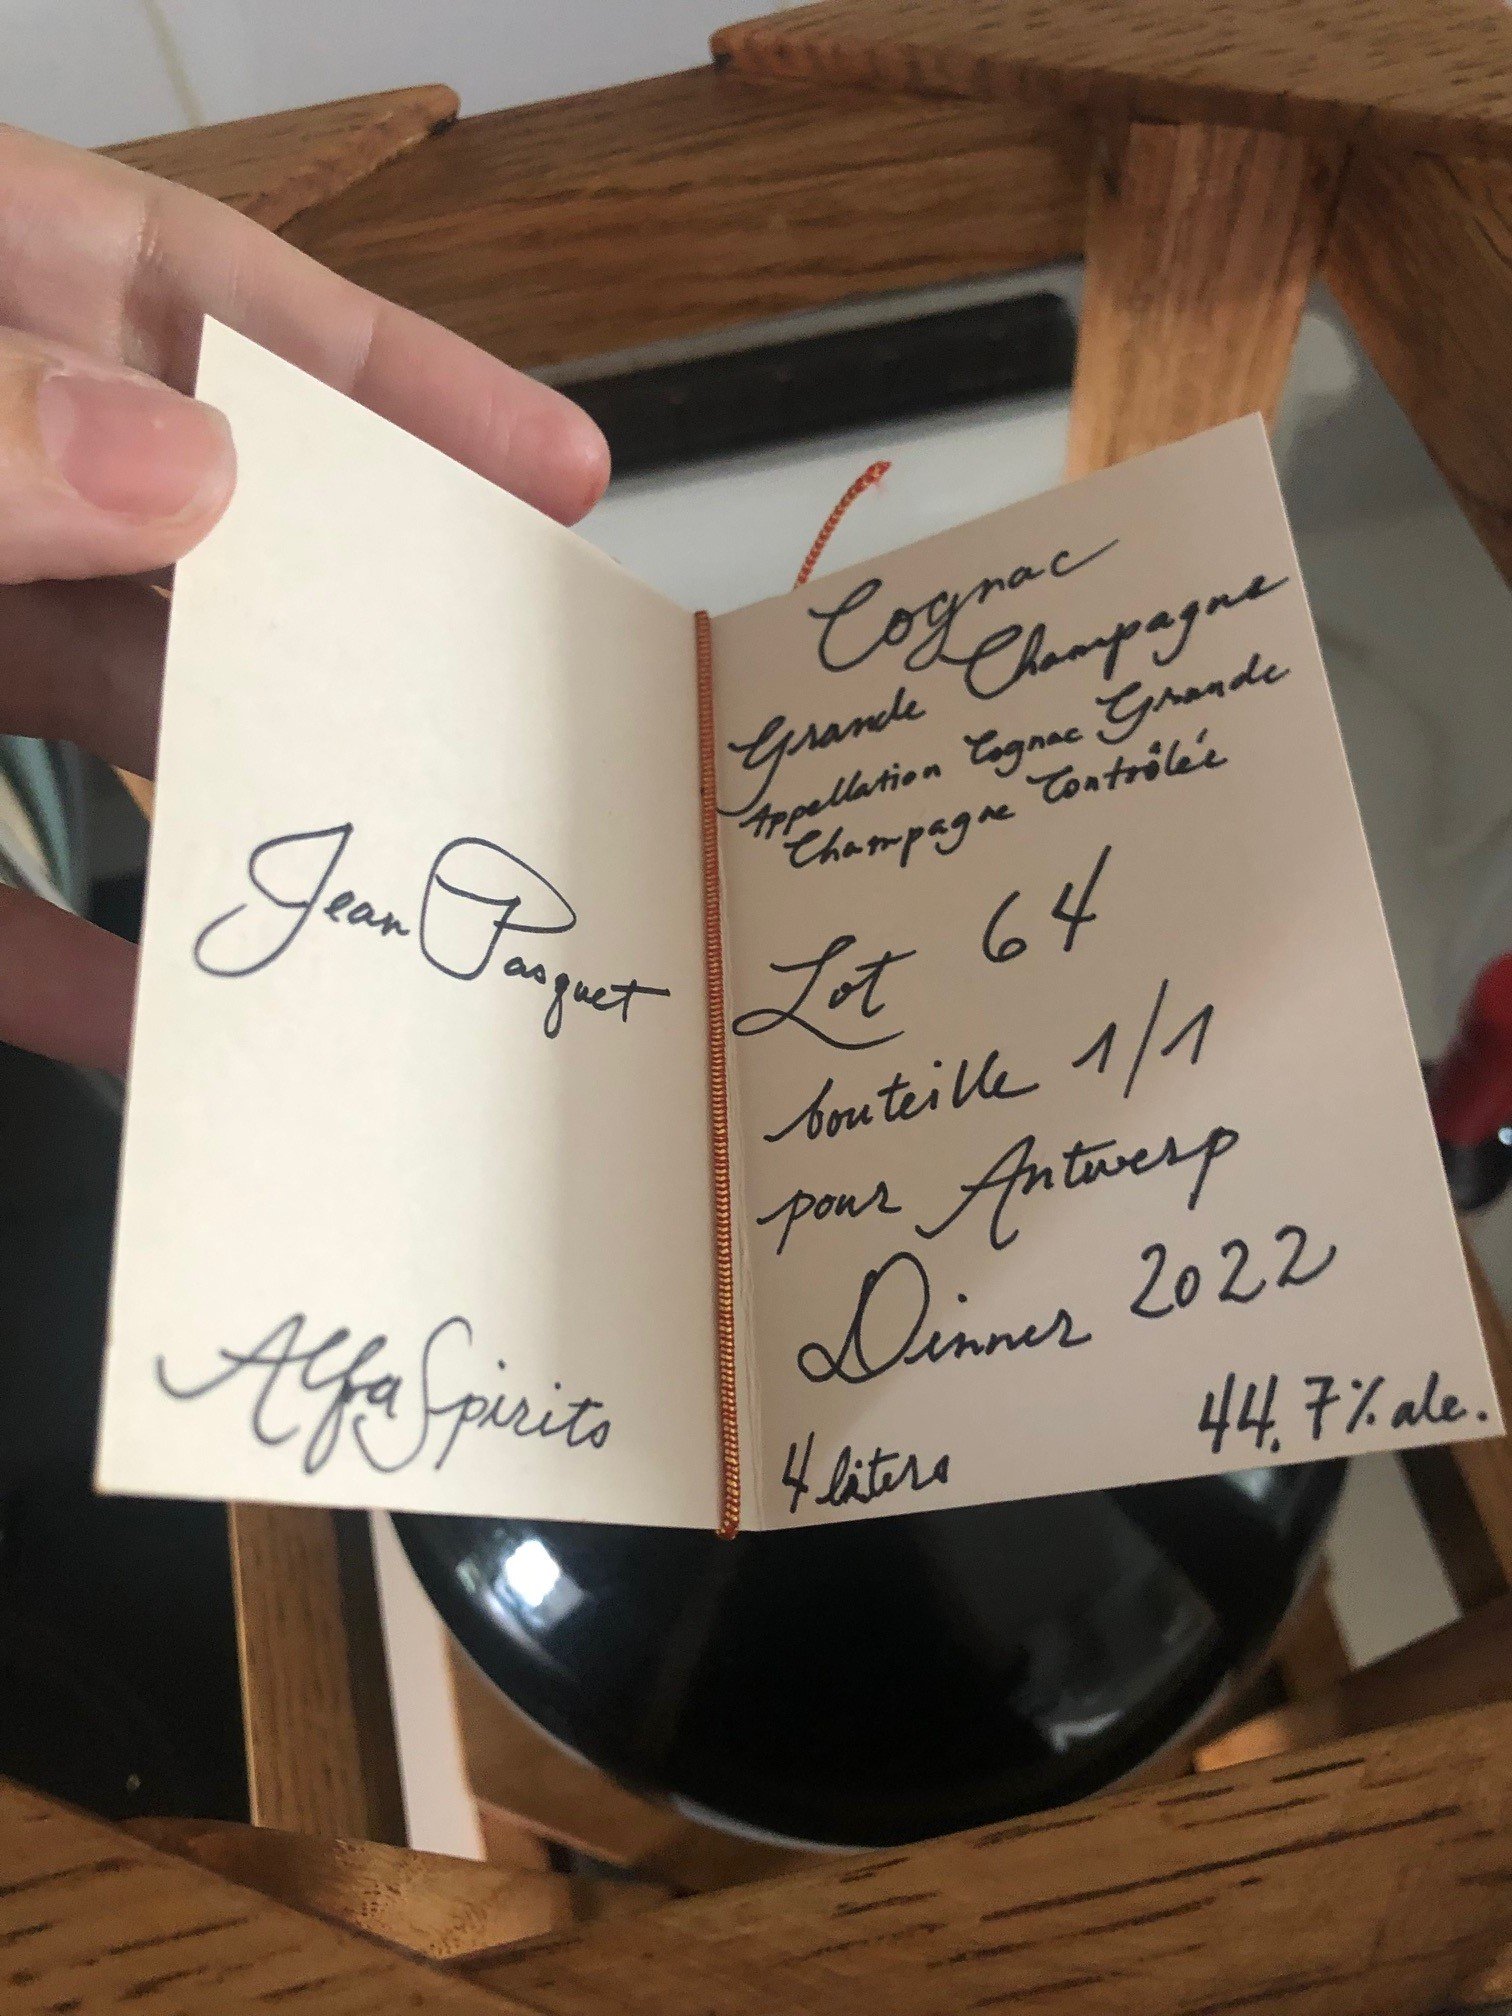 Jean Pasquet
Alfa Spirits
Cognac
Grande Champagne
Appellation Cognac Grande
Champagne Contrôlée
Lot 64
bouteille 1/1
pour Antwerp
Dinner 2022
4 liters 44.7% alc.